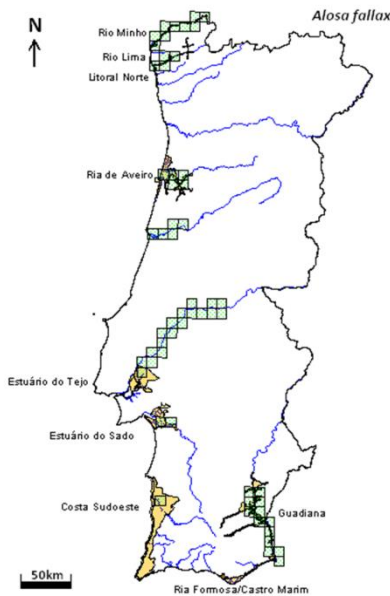 Alosa fallax
N
Rio Minho
Rio Lima
Litoral Norte
Ria de Aveiro
Estuário do Tejo
Estuário do Sado
Costa Sudoeste
Guadiana
50km
Ria Formosa/Castro Marim